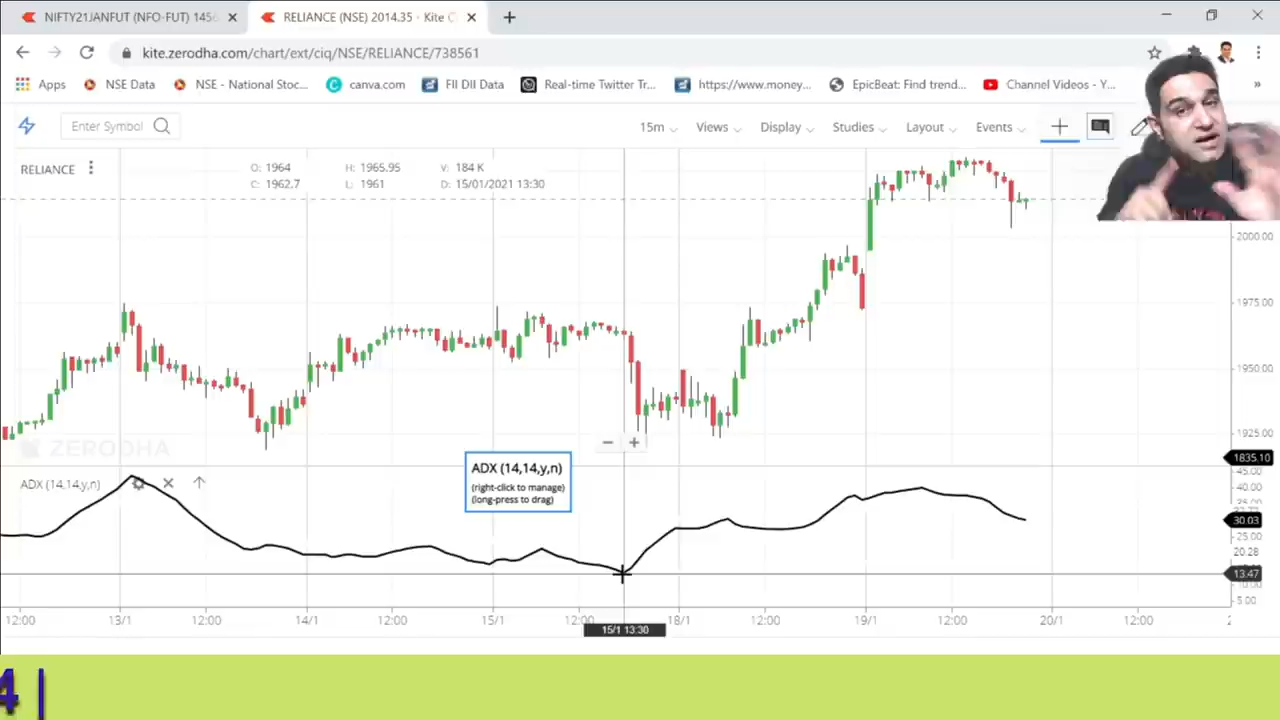 NIFTY21JANFUT (NFO-FUT) 1456
RELIANCE (NSE) 2014.35 - Kite C
kite.zerodha.com/chart/ext/ciq/NSE/RELIANCE/738561
Apps NSE Data NSE - National Stoc... canva.com FII DII Data Real-time Twitter Tr... https://www.money... EpicBeat: Find trend... Channel Videos - Y... »
Enter Symbol 15m Views Display Studies Layout Events
RELIANCE O: 1964 H: 1965.95 V: 184 K
C: 1962.7 L: 1961 D: 15/01/2021 13:30
2000.00
1975.00
1950.00
1925.00
ZERODHA
1835.10
ADX (14,14,y,n)
(right-click to manage)
(long-press to drag)
ADX (14,14,y,n)
45.00
40.00
30.03
25.00
20.28
13.47
5.00
12:00 13/1 12:00 14/1 12:00 15/1 12:00 18/1 12:00 19/1 12:00 20/1 12:00
15/1 13:30
4 |